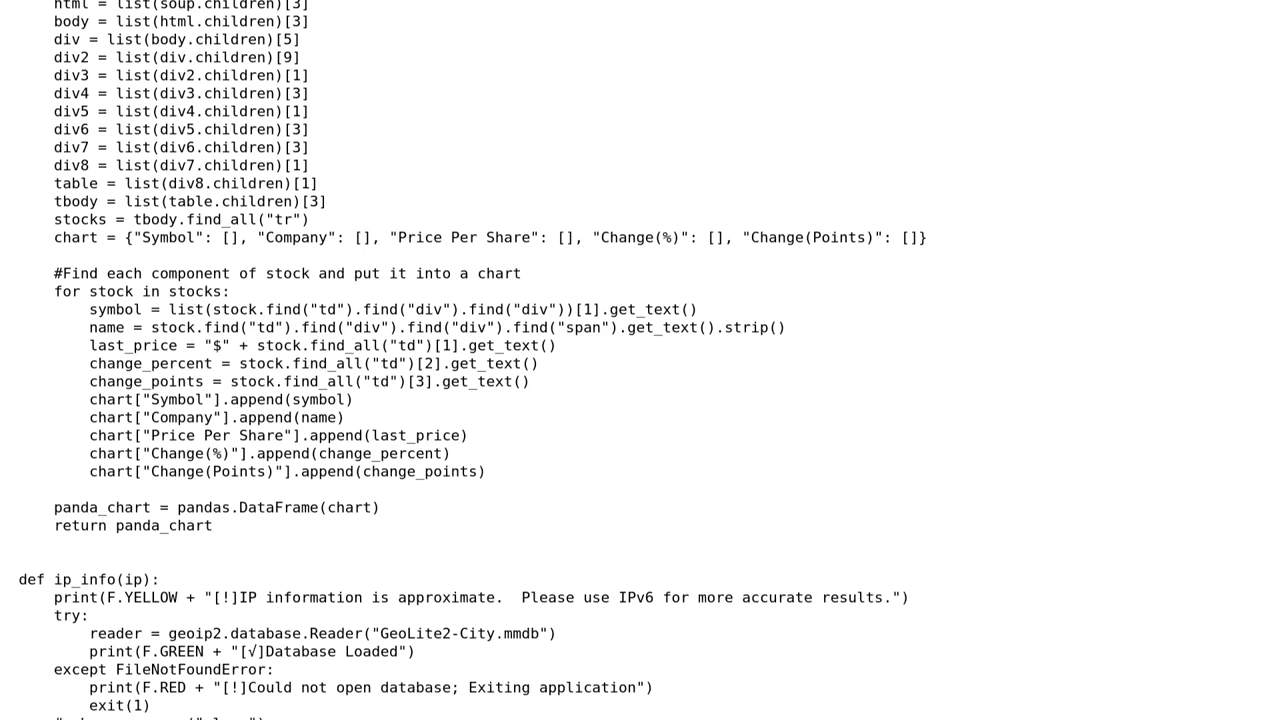 html = list(soup.children)[3]
body = list(html.children)[3]
div = list(body.children)[5]
div2 = list(div.children)[9]
div3 = list(div2.children)[1]
div4 = list(div3.children)[3]
div5 = list(div4.children)[1]
div6 = list(div5.children)[3]
div7 = list(div6.children)[3]
div8 = list(div7.children)[1]
table = list(div8.children)[1]
tbody = list(table.children)[3]
stocks = tbody.find_all("tr")
chart = {"Symbol": [], "Company": [], "Price Per Share": [], "Change(%)": [], "Change(Points)": []}
#Find each component of stock and put it into a chart
for stock in stocks:
symbol = list(stock.find("td").find("div").find("div"))[1].get_text()
name = stock.find("td").find("div").find("div").find("span").get_text().strip()
last_price = "$" + stock.find_all("td")[1].get_text()
change_percent = stock.find_all("td")[2].get_text()
change_points = stock.find_all("td")[3].get_text()
chart["Symbol"].append(symbol)
chart["Company"].append(name)
chart["Price Per Share"].append(last_price)
chart["Change(%)"].append(change_percent)
chart["Change(Points)"].append(change_points)
panda_chart = pandas.DataFrame(chart)
return panda_chart
def ip_info(ip):
print(F.YELLOW + "[!]IP information is approximate.  Please use IPv6 for more accurate results.")
try:
reader = geoip2.database.Reader("GeoLite2-City.mmdb")
print(F.GREEN + "[√]Database Loaded")
except FileNotFoundError:
print(F.RED + "[!]Could not open database; Exiting application")
exit(1)